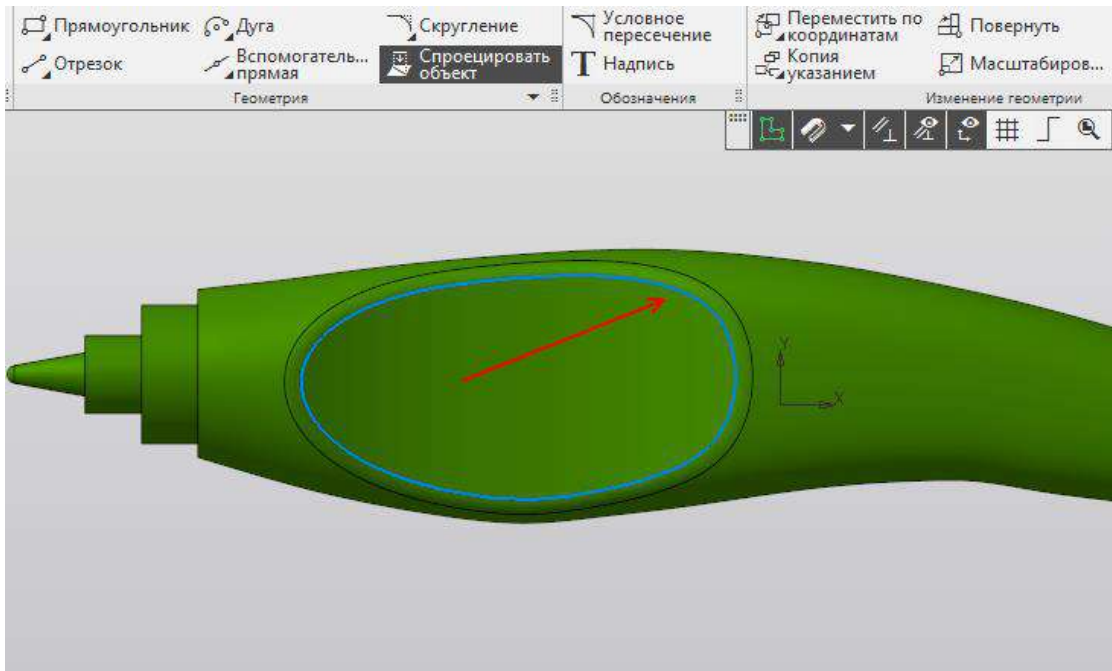 Прямоугольник
Дуга
Скругление
Условное
пересечение
Переместить по
координатам
Повернуть
Отрезок
Вспомогатель...
прямая
Спроецировать
объект
Надпись
Копия
указанием
Масштабиров...
Геометрия
Обозначения
Изменение геометрии
Y
X